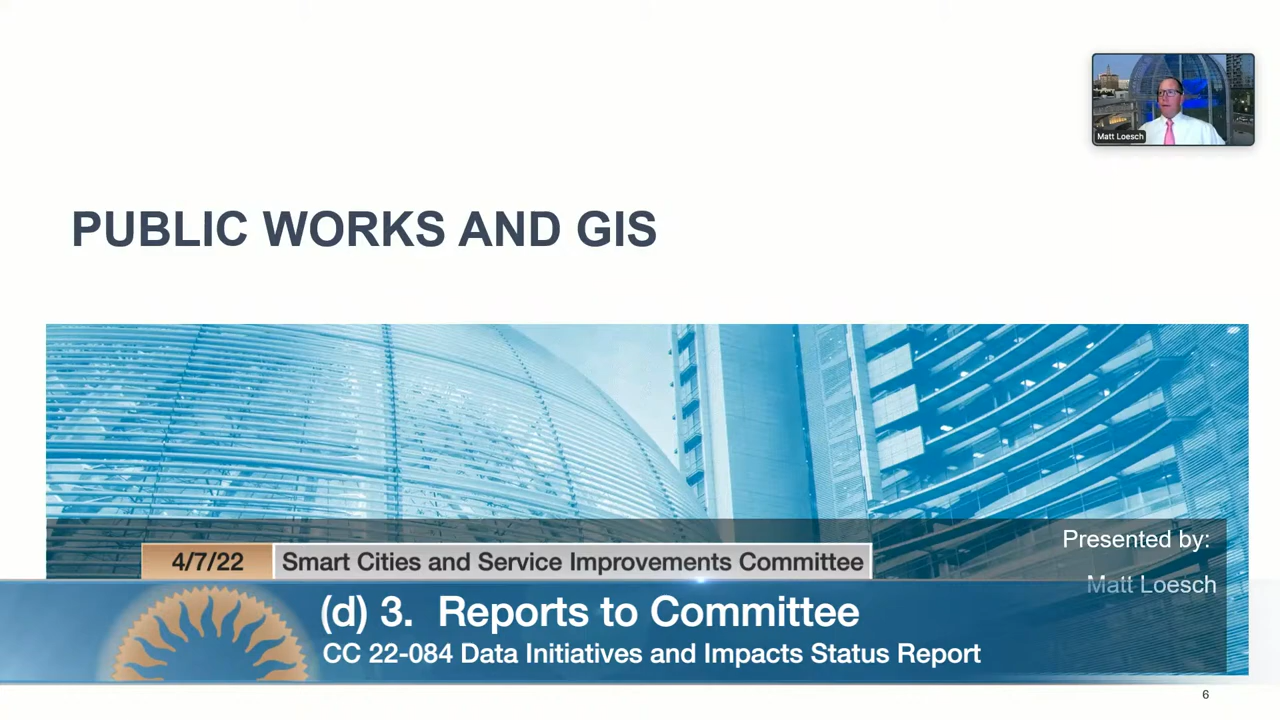 Matt Loesch
PUBLIC WORKS AND GIS
Presented by:
4/7/22 Smart Cities and Service Improvements Committee
Matt Loesch
(d) 3. Reports to Committee
CC 22-084 Data Initiatives and Impacts Status Report
6